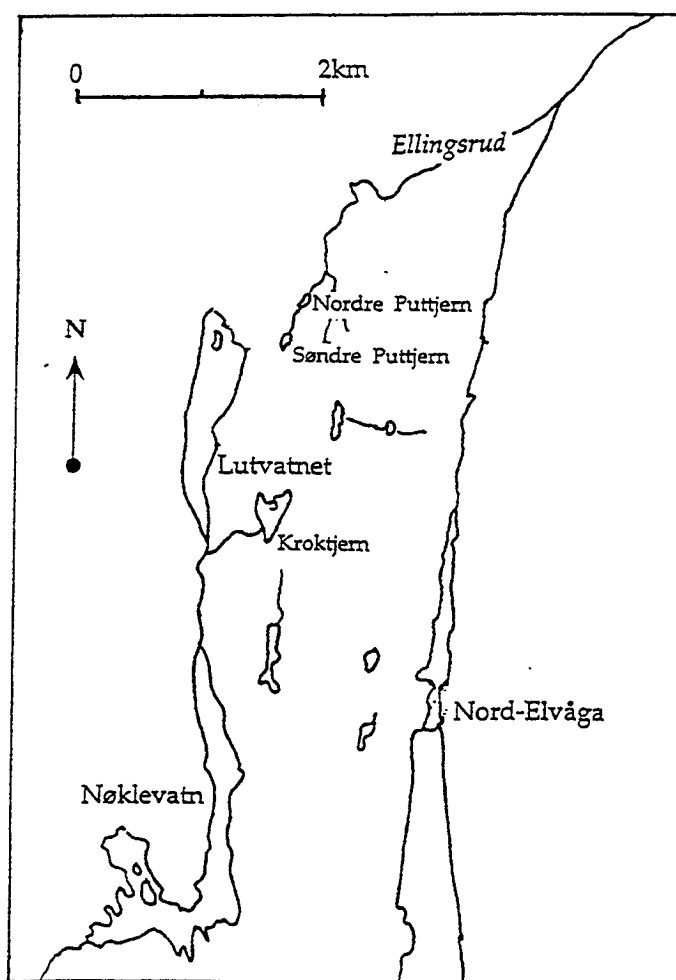 0 2km
Ellingsrud
Nordre Puttjern
N
Søndre Puttjern
Lutvatnet
Kroktjern
Nord-Elvåga
Nøklevatn